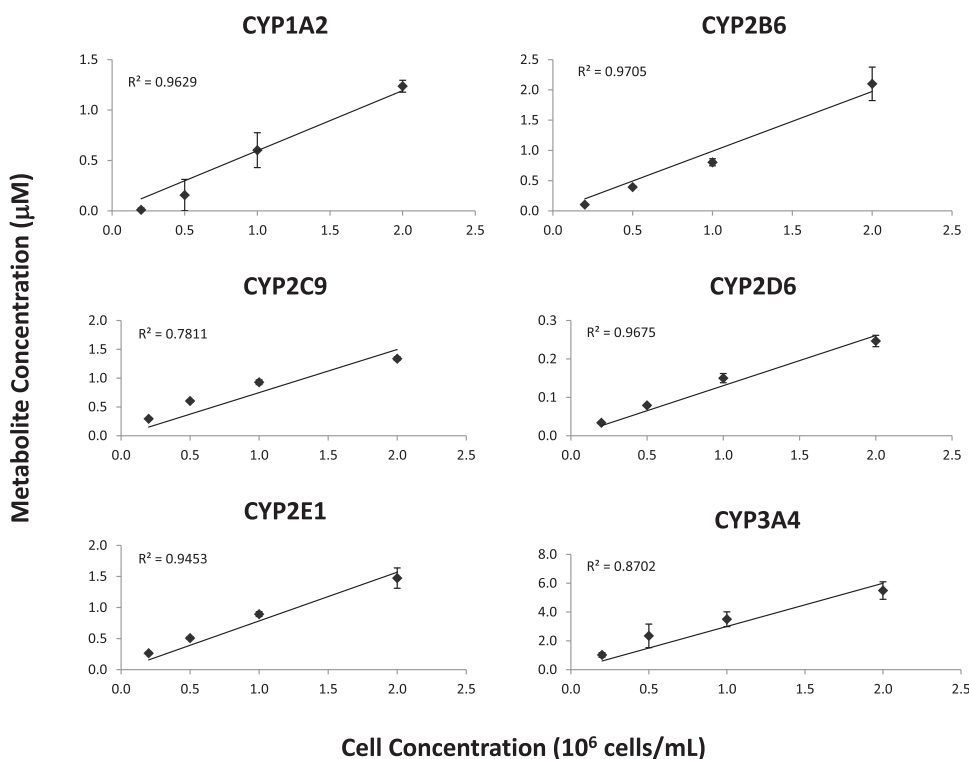 CYP1A2
CYP2B6
Metabolite Concentration (μM)
R² = 0.9629
1.5
1.0
0.5
0.0
0.0 0.5 1.0 1.5 2.0 2.5
R² = 0.9705
2.5
2.0
1.5
1.0
0.5
0.0
0.0 0.5 1.0 1.5 2.0 2.5
CYP2C9
CYP2D6
R² = 0.7811
2.0
1.5
1.0
0.5
0.0
0.0 0.5 1.0 1.5 2.0 2.5
R² = 0.9675
0.3
0.2
0.1
0.0
0.0 0.5 1.0 1.5 2.0 2.5
CYP2E1
CYP3A4
R² = 0.9453
2.0
1.5
1.0
0.5
0.0
0.0 0.5 1.0 1.5 2.0 2.5
R² = 0.8702
8.0
6.0
4.0
2.0
0.0
0.0 0.5 1.0 1.5 2.0 2.5
Cell Concentration (10⁶ cells/mL)